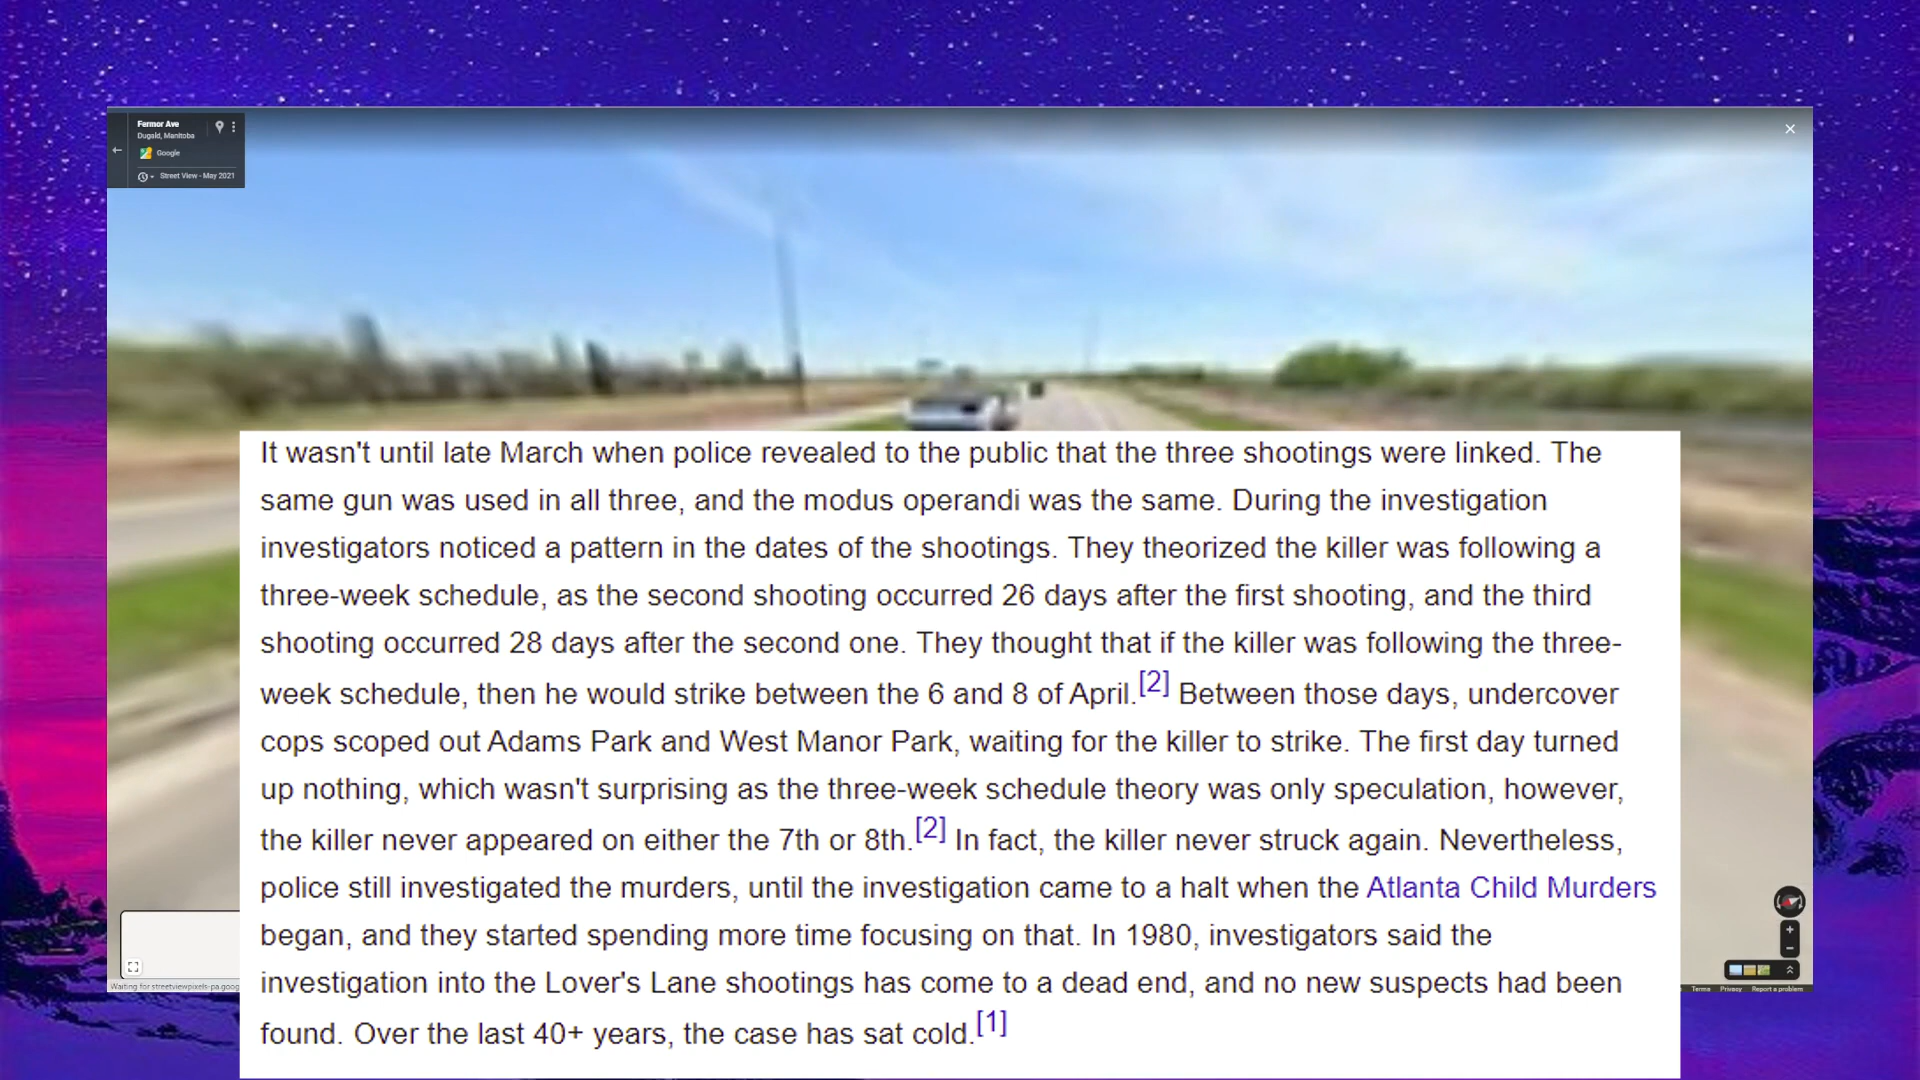 Fermor Ave
Dugald, Manitoba
Google
Street View - May 2021
It wasn't until late March when police revealed to the public that the three shootings were linked. The
same gun was used in all three, and the modus operandi was the same. During the investigation
investigators noticed a pattern in the dates of the shootings. They theorized the killer was following a
three-week schedule, as the second shooting occurred 26 days after the first shooting, and the third
shooting occurred 28 days after the second one. They thought that if the killer was following the three-
week schedule, then he would strike between the 6 and 8 of April.[2] Between those days, undercover
cops scoped out Adams Park and West Manor Park, waiting for the killer to strike. The first day turned
up nothing, which wasn't surprising as the three-week schedule theory was only speculation, however,
the killer never appeared on either the 7th or 8th.[2] In fact, the killer never struck again. Nevertheless,
police still investigated the murders, until the investigation came to a halt when the Atlanta Child Murders
began, and they started spending more time focusing on that. In 1980, investigators said the
investigation into the Lover's Lane shootings has come to a dead end, and no new suspects had been
found. Over the last 40+ years, the case has sat cold.[1]
Waiting for streetviewpixels-pa.goog
Terms Privacy Report a problem